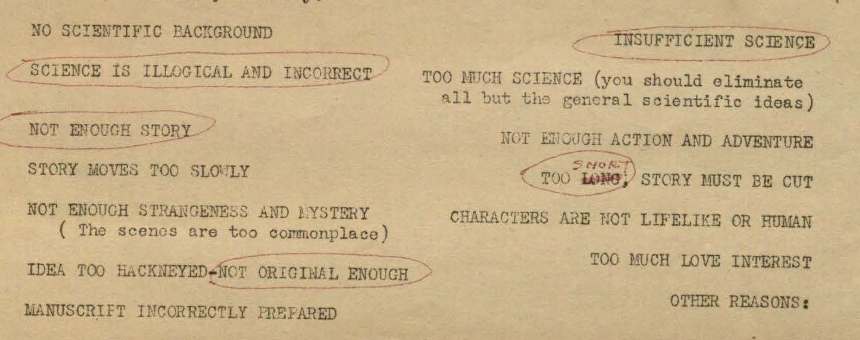 NO SCIENTIFIC BACKGROUND
SCIENCE IS ILLOGICAL AND INCORRECT
NOT ENOUGH STORY
STORY MOVES TOO SLOWLY
NOT ENOUGH STRANGENESS AND MYSTERY
( The scenes are too commonplace)
IDEA TOO HACKNEYED-NOT ORIGINAL ENOUGH
MANUSCRIPT INCORRECTLY PREPARED
INSUFFICIENT SCIENCE
TOO MUCH SCIENCE (you should eliminate
all but the general scientific ideas)
NOT ENOUGH ACTION AND ADVENTURE
SHORT
TOO LONG, STORY MUST BE CUT
CHARACTERS ARE NOT LIFELIKE OR HUMAN
TOO MUCH LOVE INTEREST
OTHER REASONS: